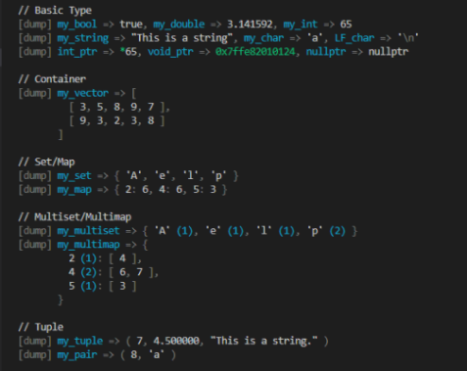 // Basic Type
[dump] my_bool => true, my_double => 3.141592, my_int => 65
[dump] my_string => "This is a string", my_char => 'a', LF_char => '\n'
[dump] int_ptr => *65, void_ptr => 0x7ffe82010124, nullptr => nullptr
// Container
[dump] my_vector => [
[ 3, 5, 8, 9, 7 ],
[ 9, 3, 2, 3, 8 ]
]
// Set/Map
[dump] my_set => { 'A', 'e', 'l', 'p' }
[dump] my_map => { 2: 6, 4: 6, 5: 3 }
// Multiset/Multimap
[dump] my_multiset => { 'A' (1), 'e' (1), 'l' (1), 'p' (2) }
[dump] my_multimap => {
2 (1): [ 4 ],
4 (2): [ 6, 7 ],
5 (1): [ 3 ]
}
// Tuple
[dump] my_tuple => ( 7, 4.500000, "This is a string." )
[dump] my_pair => ( 8, 'a' )